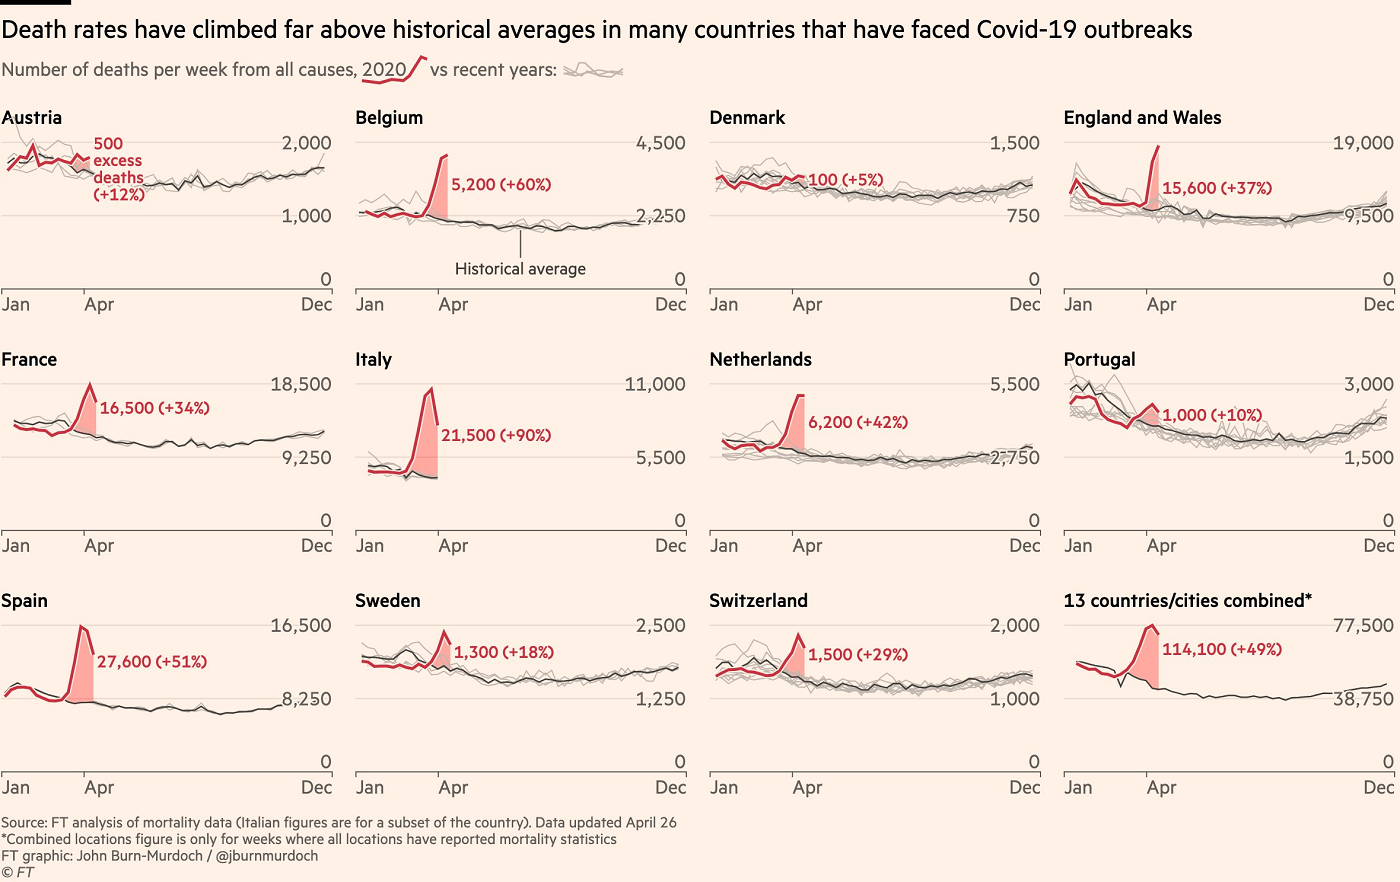 Death rates have climbed far above historical averages in many countries that have faced Covid-19 outbreaks
Number of deaths per week from all causes, 2020 vs recent years:
Austria
2,000
500
excess
deaths
(+12%)
1,000
0
Jan Apr Dec
Belgium
4,500
5,200 (+60%)
2,250
Historical average
0
Jan Apr Dec
Denmark
1,500
100 (+5%)
750
0
Jan Apr Dec
England and Wales
19,000
15,600 (+37%)
9,500
0
Jan Apr Dec
France
18,500
16,500 (+34%)
9,250
0
Jan Apr Dec
Italy
11,000
21,500 (+90%)
5,500
0
Jan Apr Dec
Netherlands
5,500
6,200 (+42%)
2,750
0
Jan Apr Dec
Portugal
3,000
1,000 (+10%)
1,500
0
Jan Apr Dec
Spain
16,500
27,600 (+51%)
8,250
0
Jan Apr Dec
Sweden
2,500
1,300 (+18%)
1,250
0
Jan Apr Dec
Switzerland
2,000
1,500 (+29%)
1,000
0
Jan Apr Dec
13 countries/cities combined*
77,500
114,100 (+49%)
38,750
0
Jan Apr Dec
Source: FT analysis of mortality data (Italian figures are for a subset of the country). Data updated April 26
*Combined locations figure is only for weeks where all locations have reported mortality statistics
FT graphic: John Burn-Murdoch / @jburnmurdoch
© FT